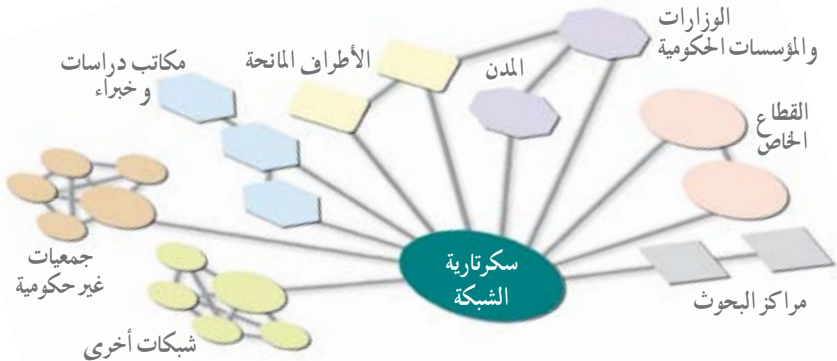 الوزارات
والمؤسسات الحكومية
المدن
الأطراف المانحة
مكاتب دراسات
وخبراء
القطاع
الخاص
سكرتارية
الشبكة
جمعيات
غير حكومية
مراكز البحوث
شبكات أخرى